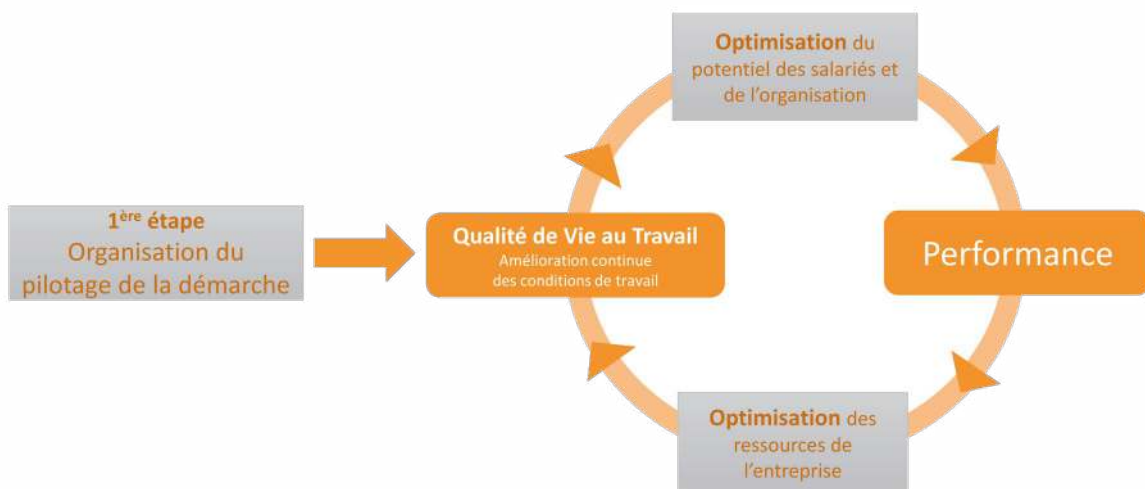 1ère étape
Organisation du
pilotage de la démarche
Qualité de Vie au Travail
Amélioration continue
des conditions de travail
Optimisation du
potentiel des salariés et
de l'organisation
Performance
Optimisation des
ressources de
l'entreprise